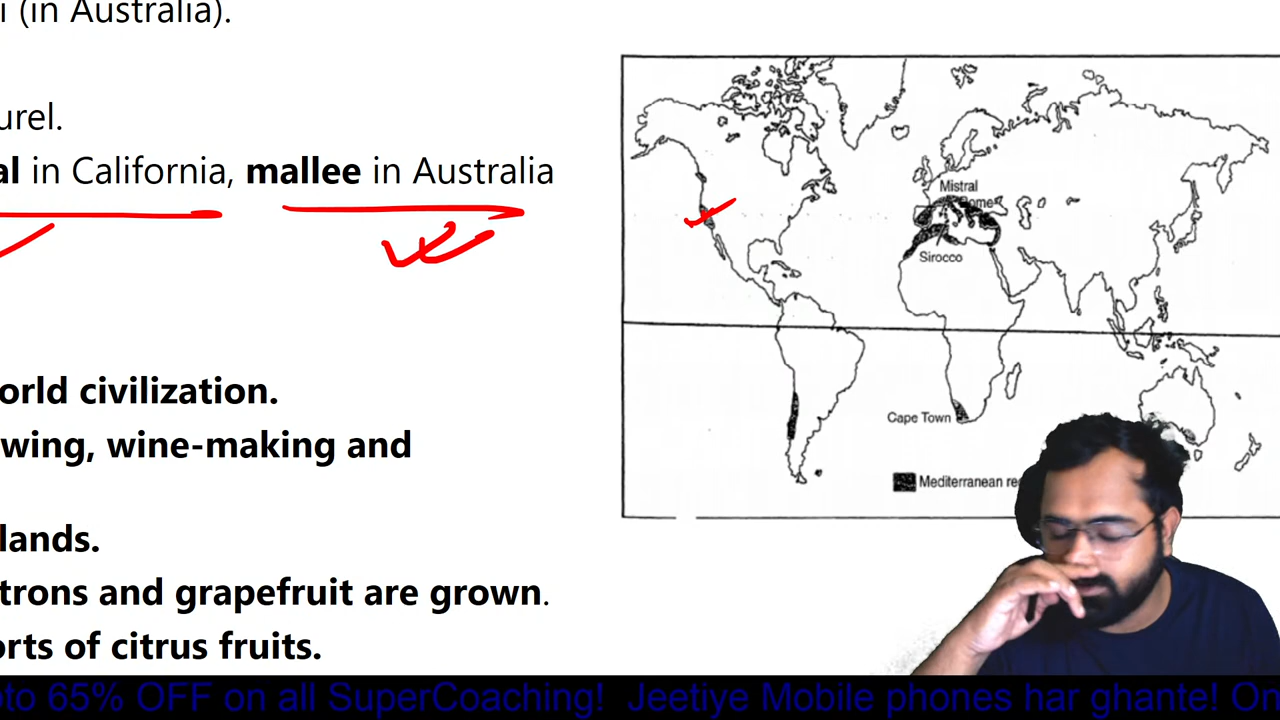 i (in Australia).
urel.
al in California, mallee in Australia
orld civilization.
wing, wine-making and
lands.
trons and grapefruit are grown.
orts of citrus fruits.
Mistral
Rome
Sirocco
Cape Town
Mediterranean re
pto 65% OFF on all SuperCoaching! Jeetiye Mobile phones har ghante! On